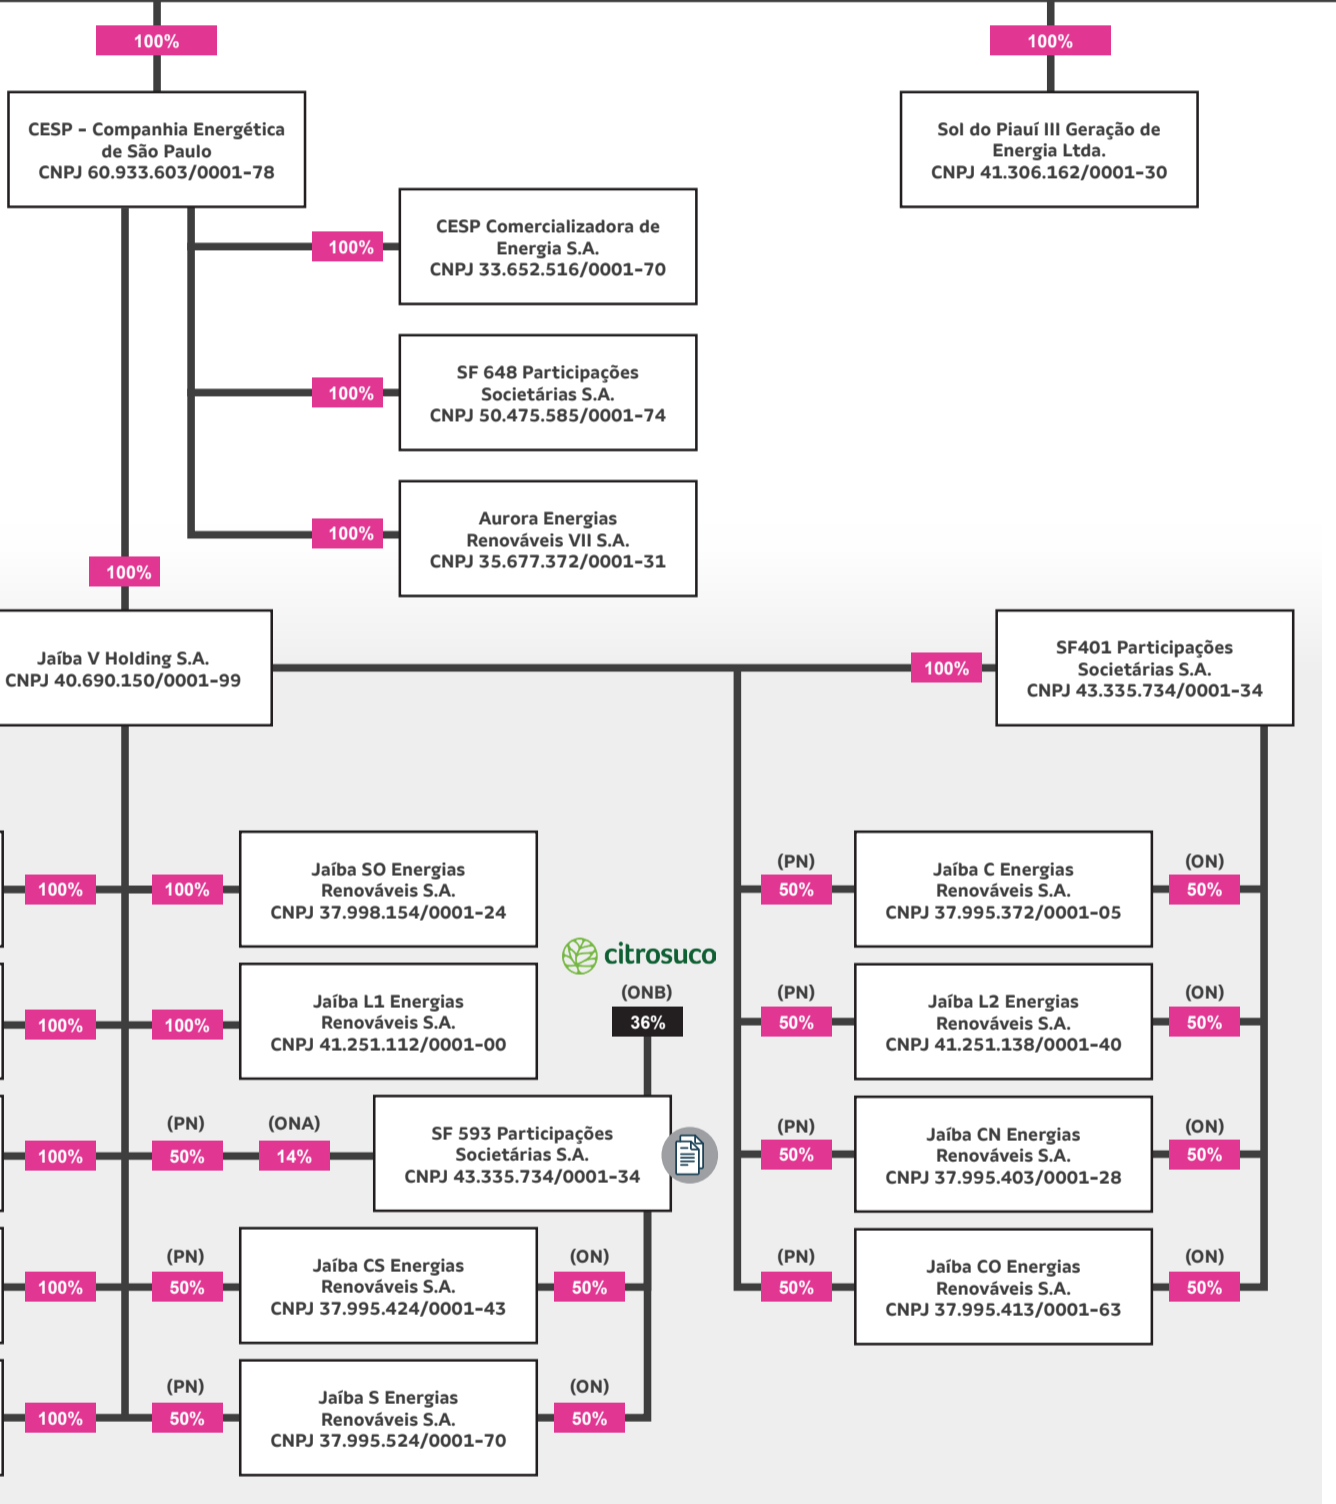 100%
100%
CESP - Companhia Energética
de São Paulo
CNPJ 60.933.603/0001-78
Sol do Piauí III Geração de
Energia Ltda.
CNPJ 41.306.162/0001-30
100%
CESP Comercializadora de
Energia S.A.
CNPJ 33.652.516/0001-70
100%
SF 648 Participações
Societárias S.A.
CNPJ 50.475.585/0001-74
100%
Aurora Energias
Renováveis VII S.A.
CNPJ 35.677.372/0001-31
100%
Jaíba V Holding S.A.
CNPJ 40.690.150/0001-99
100%
SF401 Participações
Societárias S.A.
CNPJ 43.335.734/0001-34
100%
100%
Jaíba SO Energias
Renováveis S.A.
CNPJ 37.998.154/0001-24
100%
100%
Jaíba L1 Energias
Renováveis S.A.
CNPJ 41.251.112/0001-00
citrosuco
(ONB)
36%
100%
(PN)
50%
(ONA)
14%
SF 593 Participações
Societárias S.A.
CNPJ 43.335.734/0001-34
100%
(PN)
50%
Jaíba CS Energias
Renováveis S.A.
CNPJ 37.995.424/0001-43
(ON)
50%
100%
(PN)
50%
Jaíba S Energias
Renováveis S.A.
CNPJ 37.995.524/0001-70
(ON)
50%
(PN)
50%
Jaíba C Energias
Renováveis S.A.
CNPJ 37.995.372/0001-05
(ON)
50%
(PN)
50%
Jaíba L2 Energias
Renováveis S.A.
CNPJ 41.251.138/0001-40
(ON)
50%
(PN)
50%
Jaíba CN Energias
Renováveis S.A.
CNPJ 37.995.403/0001-28
(ON)
50%
(PN)
50%
Jaíba CO Energias
Renováveis S.A.
CNPJ 37.995.413/0001-63
(ON)
50%